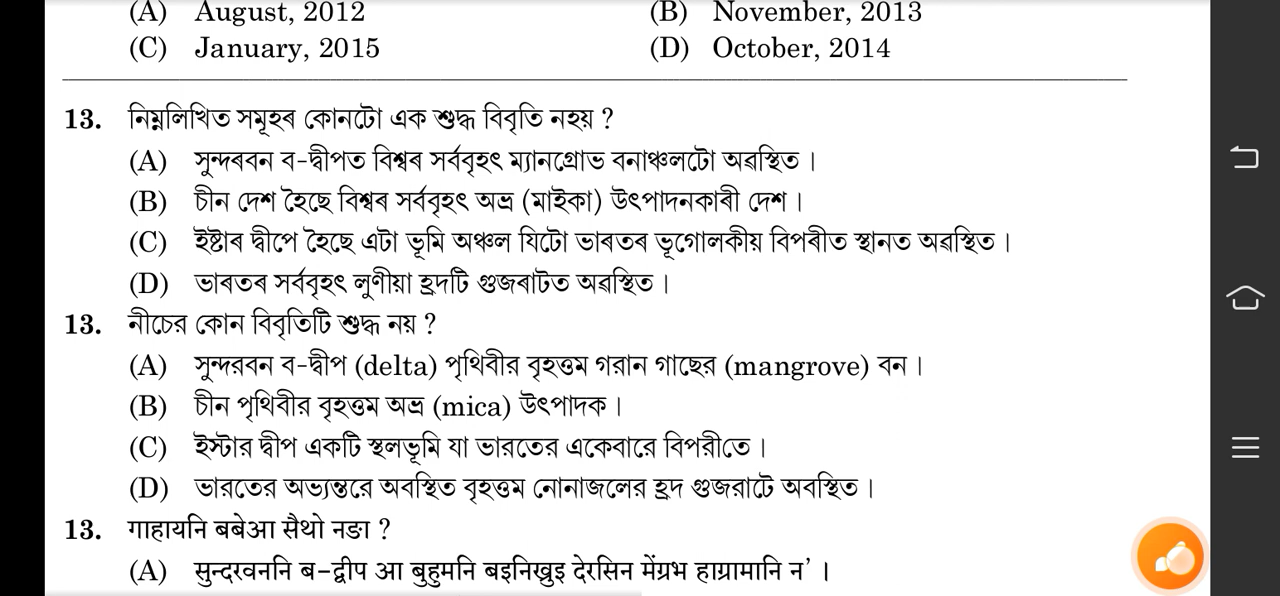 (A) August, 2012 (B) November, 2013
(C) January, 2015 (D) October, 2014
13. নিম্নলিখিত সমূহৰ কোনটো এক শুদ্ধ বিবৃতি নহয় ?
(A) সুন্দৰবন ব-দ্বীপত বিশ্বৰ সৰ্ববৃহৎ ম্যানগ্ৰোভ বনাঞ্চলটো অৱস্থিত।
(B) চীন দেশ হৈছে বিশ্বৰ সৰ্ববৃহৎ অভ্ৰ (মাইকা) উৎপাদনকাৰী দেশ।
(C) ইষ্টাৰ দ্বীপে হৈছে এটা ভূমি অঞ্চল যিটো ভাৰতৰ ভূগোলকীয় বিপৰীত স্থানত অৱস্থিত।
(D) ভাৰতৰ সৰ্ববৃহৎ লুণীয়া হ্ৰদটি গুজৰাটত অৱস্থিত।
13. নীচের কোন বিবৃতিটি শুদ্ধ নয় ?
(A) সুন্দরবন ব-দ্বীপ (delta) পৃথিবীর বৃহত্তম গরান গাছের (mangrove) বন।
(B) চীন পৃথিবীর বৃহত্তম অভ্র (mica) উৎপাদক।
(C) ইস্টার দ্বীপ একটি স্থলভূমি যা ভারতের একেবারে বিপরীতে।
(D) ভারতের অভ্যন্তরে অবস্থিত বৃহত্তম নোনাজলের হ্রদ গুজরাটে অবস্থিত।
13. गाहायनि बबेआ सैथो नङा ?
(A) सुन्दरवननि ब-द्वीप आ बुहुमनि बइनिखुइ देरसिन मेंग्रभ हाग्रामानि न'।